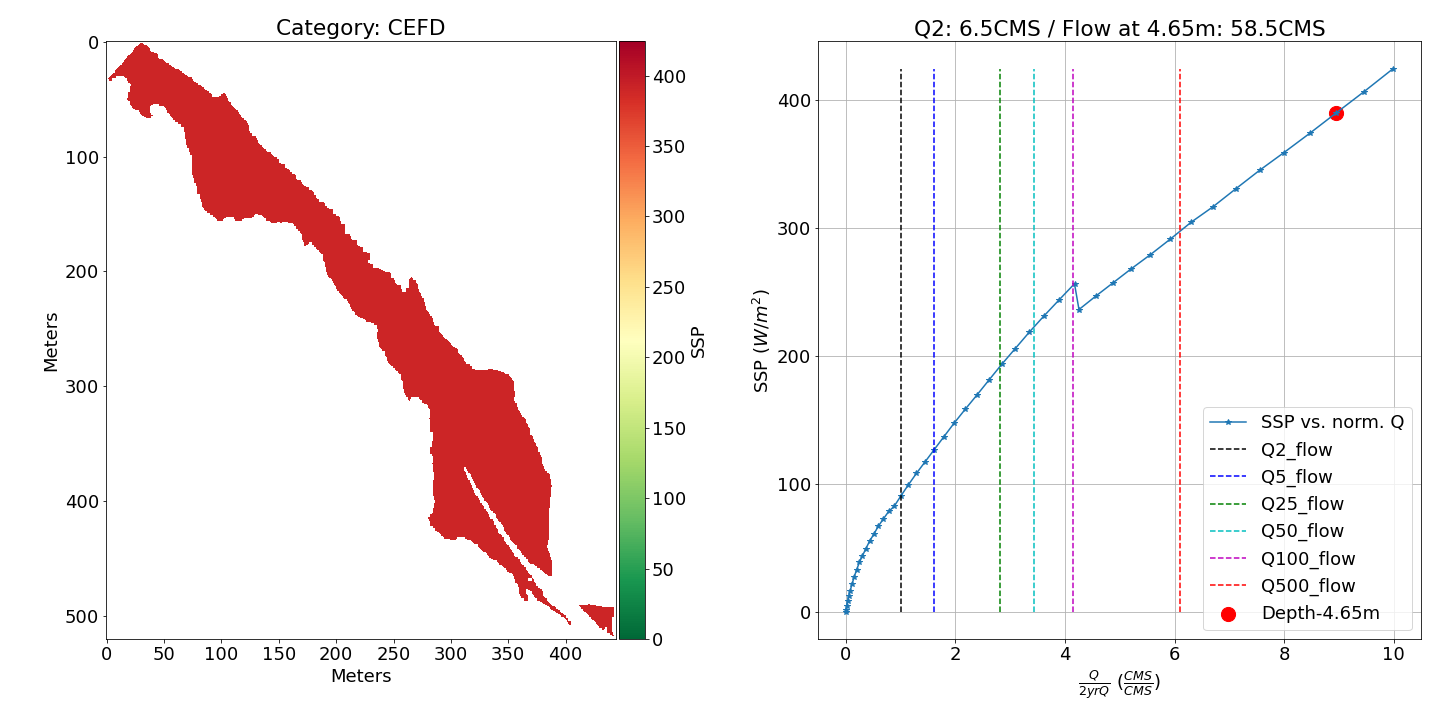 Category: CEFD
0
100
200
300
400
500
Meters
0
50
100
150
200
250
300
350
400
Meters
400
350
300
250
200
150
100
50
0
SSP
Q2: 6.5CMS / Flow at 4.65m: 58.5CMS
400
300
200
100
0
SSP (W/m²)
0
2
4
6
8
10
Q/2yrQ (CMS/CMS)
SSP vs. norm. Q
Q2_flow
Q5_flow
Q25_flow
Q50_flow
Q100_flow
Q500_flow
Depth-4.65m